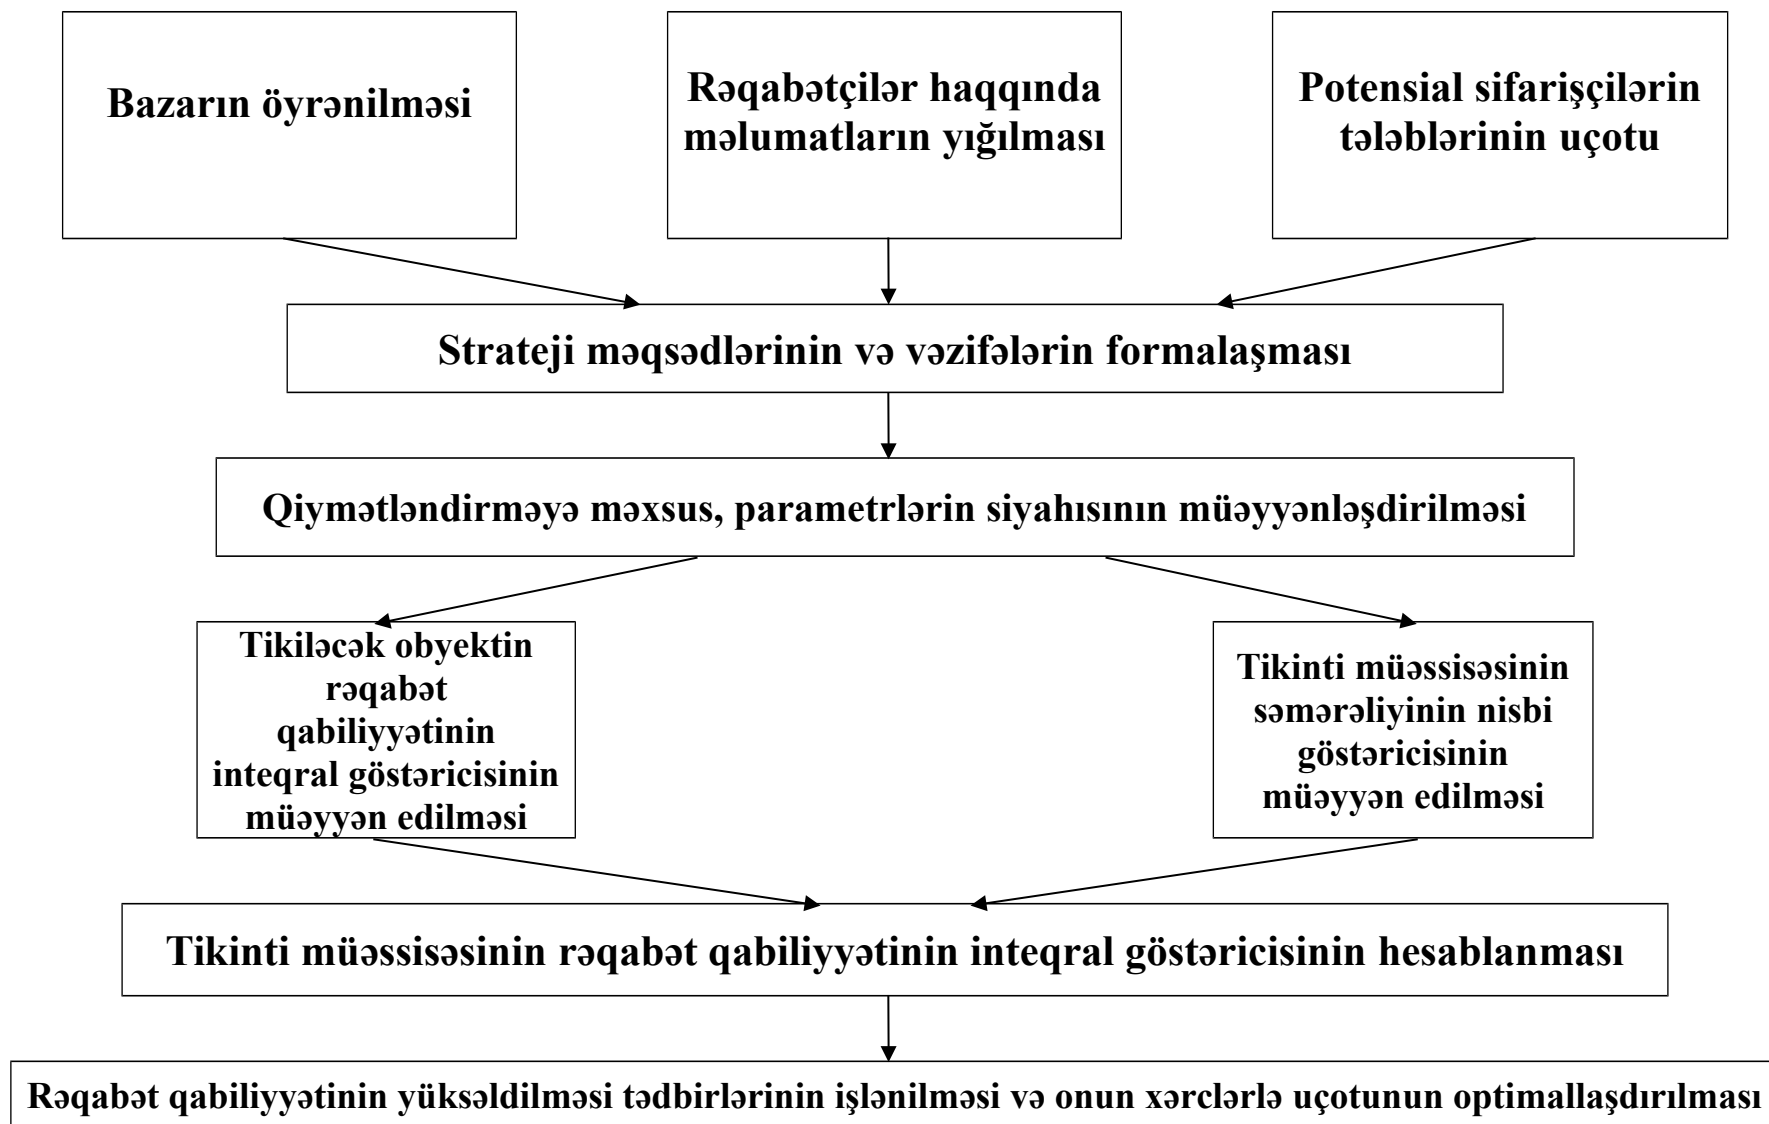 Bazarın öyrənilməsi
Rəqabətçilər haqqında
məlumatların yığılması
Potensial sifarişçilərin
tələblərinin uçotu
Strateji məqsədlərinin və vəzifələrin formalaşması
Qiymətləndirməyə məxsus, parametrlərin siyahısının müəyyənləşdirilməsi
Tikiləcək obyektin
rəqabət
qabiliyyətinin
inteqral göstəricisinin
müəyyən edilməsi
Tikinti müəssisəsinin
səmərəliyinin nisbi
göstəricisinin
müəyyən edilməsi
Tikinti müəssisəsinin rəqabət qabiliyyətinin inteqral göstəricisinin hesablanması
Rəqabət qabiliyyətinin yüksəldilməsi tədbirlərinin işlənilməsi və onun xərclərlə uçotunun optimallaşdırılması